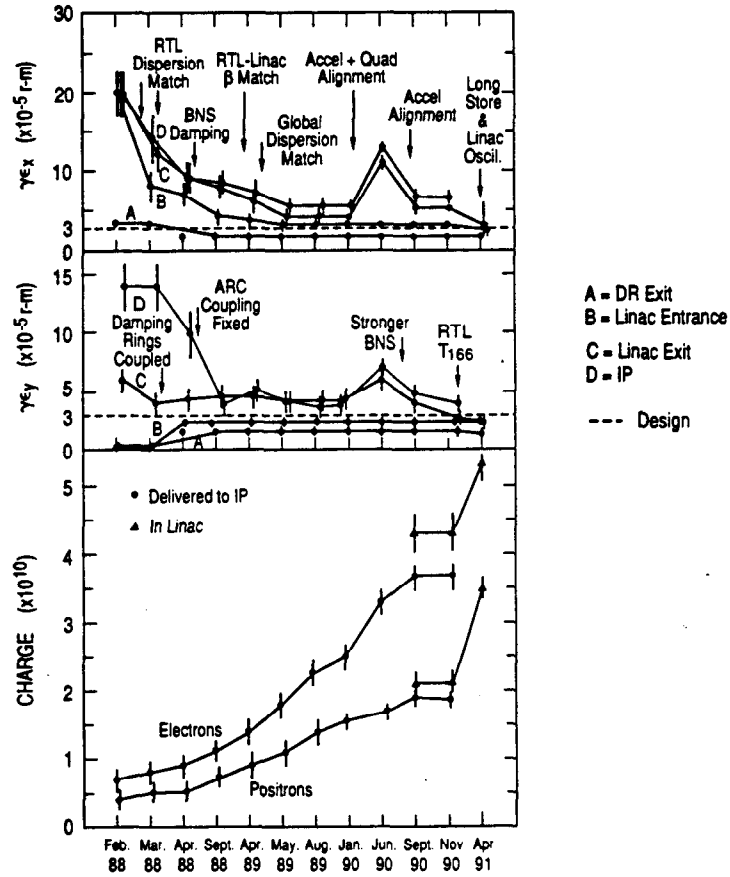 30
20
10
3
0
γεx (x10-5 r-m)
RTL
Dispersion
Match
RTL-Linac
β Match
Accel + Quad
Alignment
BNS
Damping
Global
Dispersion
Match
Accel
Alignment
Long
Store
&
Linac
Oscil.
D
C
B
A
15
10
5
3
0
γεy (x10-5 r-m)
D
Damping
Rings
Coupled
C
ARC
Coupling
Fixed
Stronger
BNS
RTL
T166
B
A
A = DR Exit
B = Linac Entrance
C = Linac Exit
D = IP
--- Design
5
4
3
2
1
0
CHARGE (x1010)
• Delivered to IP
▲ In Linac
Electrons
Positrons
Feb. Mar. Apr. Sept. Apr. May. Aug. Jan. Jun. Sept. Nov Apr
88 88 88 88 89 89 89 90 90 90 90 91